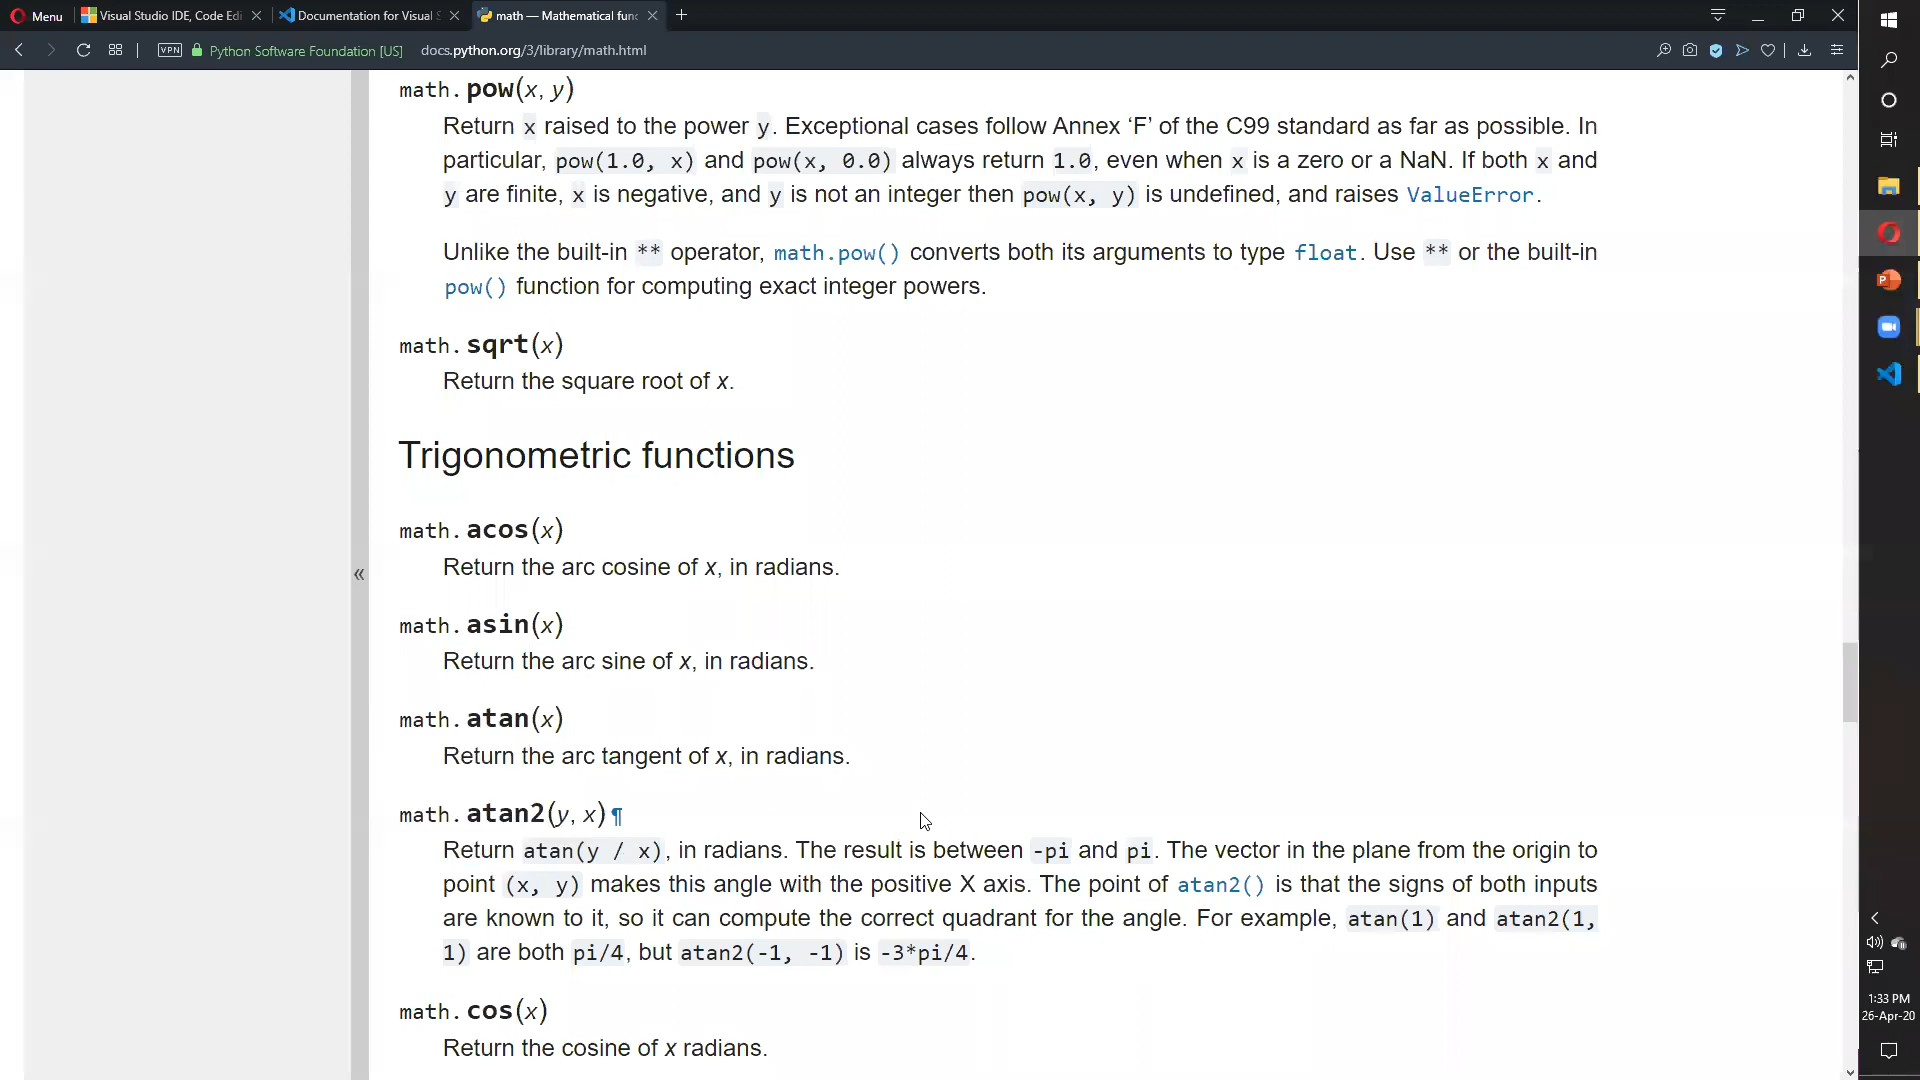 Menu
Visual Studio IDE, Code Edi
Documentation for Visual S
math — Mathematical func
VPN
Python Software Foundation [US]
docs.python.org/3/library/math.html
math.pow(x, y)
Return x raised to the power y. Exceptional cases follow Annex ‘F’ of the C99 standard as far as possible. In
particular, pow(1.0, x) and pow(x, 0.0) always return 1.0, even when x is a zero or a NaN. If both x and
y are finite, x is negative, and y is not an integer then pow(x, y) is undefined, and raises ValueError.
Unlike the built-in ** operator, math.pow() converts both its arguments to type float. Use ** or the built-in
pow() function for computing exact integer powers.
math.sqrt(x)
Return the square root of x.
Trigonometric functions
math.acos(x)
Return the arc cosine of x, in radians.
math.asin(x)
Return the arc sine of x, in radians.
math.atan(x)
Return the arc tangent of x, in radians.
math.atan2(y, x)¶
Return atan(y / x), in radians. The result is between -pi and pi. The vector in the plane from the origin to
point (x, y) makes this angle with the positive X axis. The point of atan2() is that the signs of both inputs
are known to it, so it can compute the correct quadrant for the angle. For example, atan(1) and atan2(1,
1) are both pi/4, but atan2(-1, -1) is -3*pi/4.
math.cos(x)
Return the cosine of x radians.
«
1:33 PM
26-Apr-20